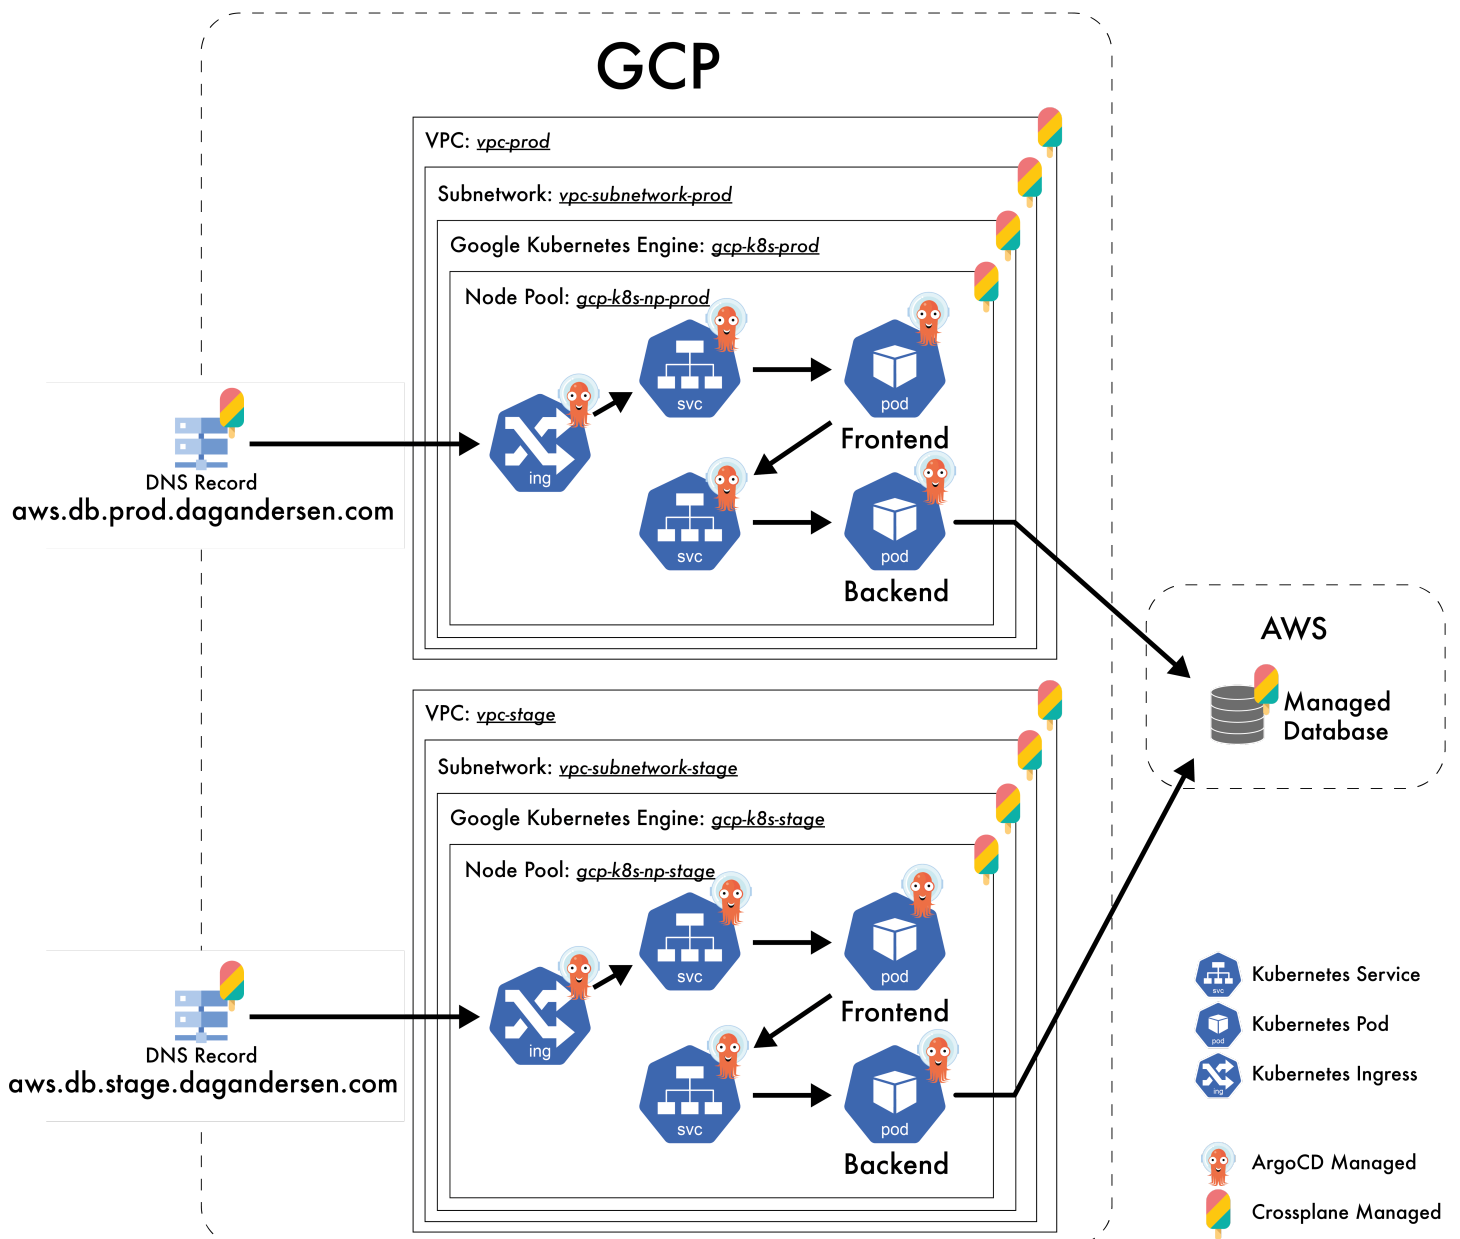 GCP
VPC: vpc-prod
Subnetwork: vpc-subnetwork-prod
Google Kubernetes Engine: gcp-k8s-prod
Node Pool: gcp-k8s-np-prod
svc
pod
Frontend
ing
DNS Record
aws.db.prod.dagandersen.com
svc
pod
Backend
AWS
Managed
Database
VPC: vpc-stage
Subnetwork: vpc-subnetwork-stage
Google Kubernetes Engine: gcp-k8s-stage
Node Pool: gcp-k8s-np-stage
svc
pod
Frontend
ing
DNS Record
aws.db.stage.dagandersen.com
svc
pod
Backend
svc
Kubernetes Service
pod
Kubernetes Pod
ing
Kubernetes Ingress
ArgoCD Managed
Crossplane Managed